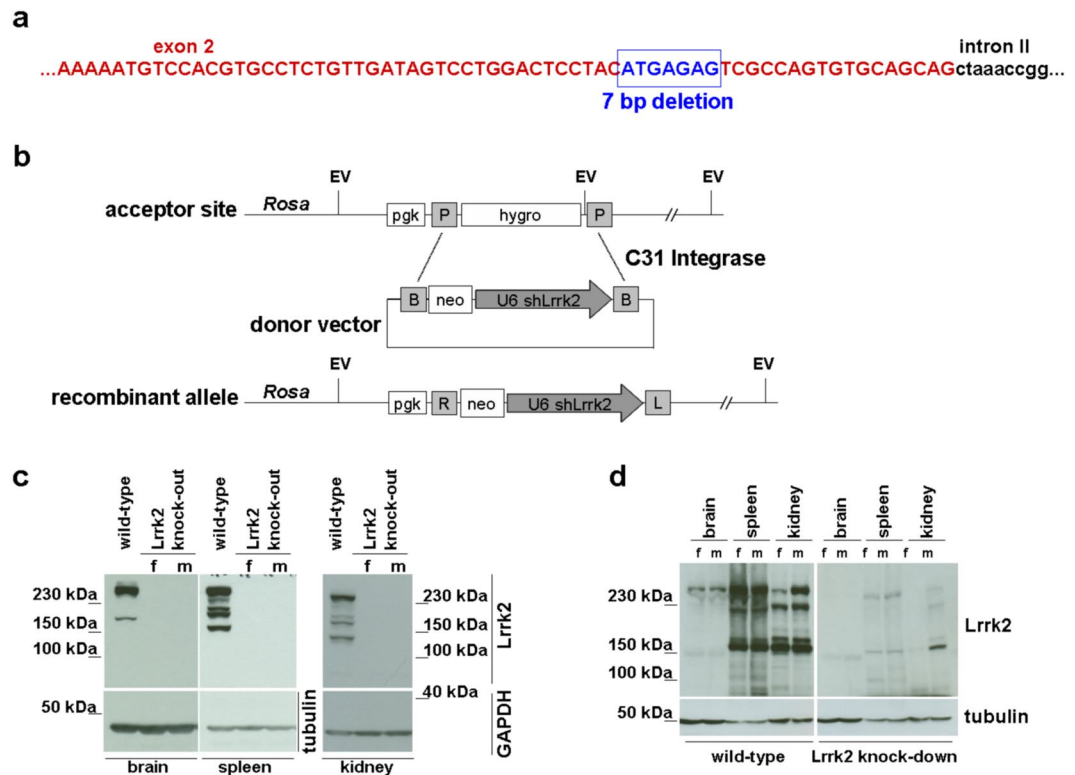 a
exon 2
intron II
...AAAAATGTCCACGTGCCTCTGTTGATAGTCCTGGACTCCTACATGAGAGTCGCCAGTGTGCAGCAGctaaaccgg...
7 bp deletion
b
EV EV EV
acceptor site Rosa pgk P hygro P
C31 Integrase
B neo U6 shLrrk2 B
donor vector
EV EV
recombinant allele Rosa pgk R neo U6 shLrrk2 L
c
wild-type
Lrrk2
knock-out
wild-type
Lrrk2
knock-out
wild-type
Lrrk2
knock-out
f m f m f m
230 kDa
150 kDa
100 kDa
50 kDa
230 kDa
150 kDa
100 kDa
40 kDa
Lrrk2
tubulin
GAPDH
brain spleen kidney
d
brain spleen kidney brain spleen kidney
f m f m f m f m f m f m
230 kDa
150 kDa
100 kDa
50 kDa
Lrrk2
tubulin
wild-type Lrrk2 knock-down